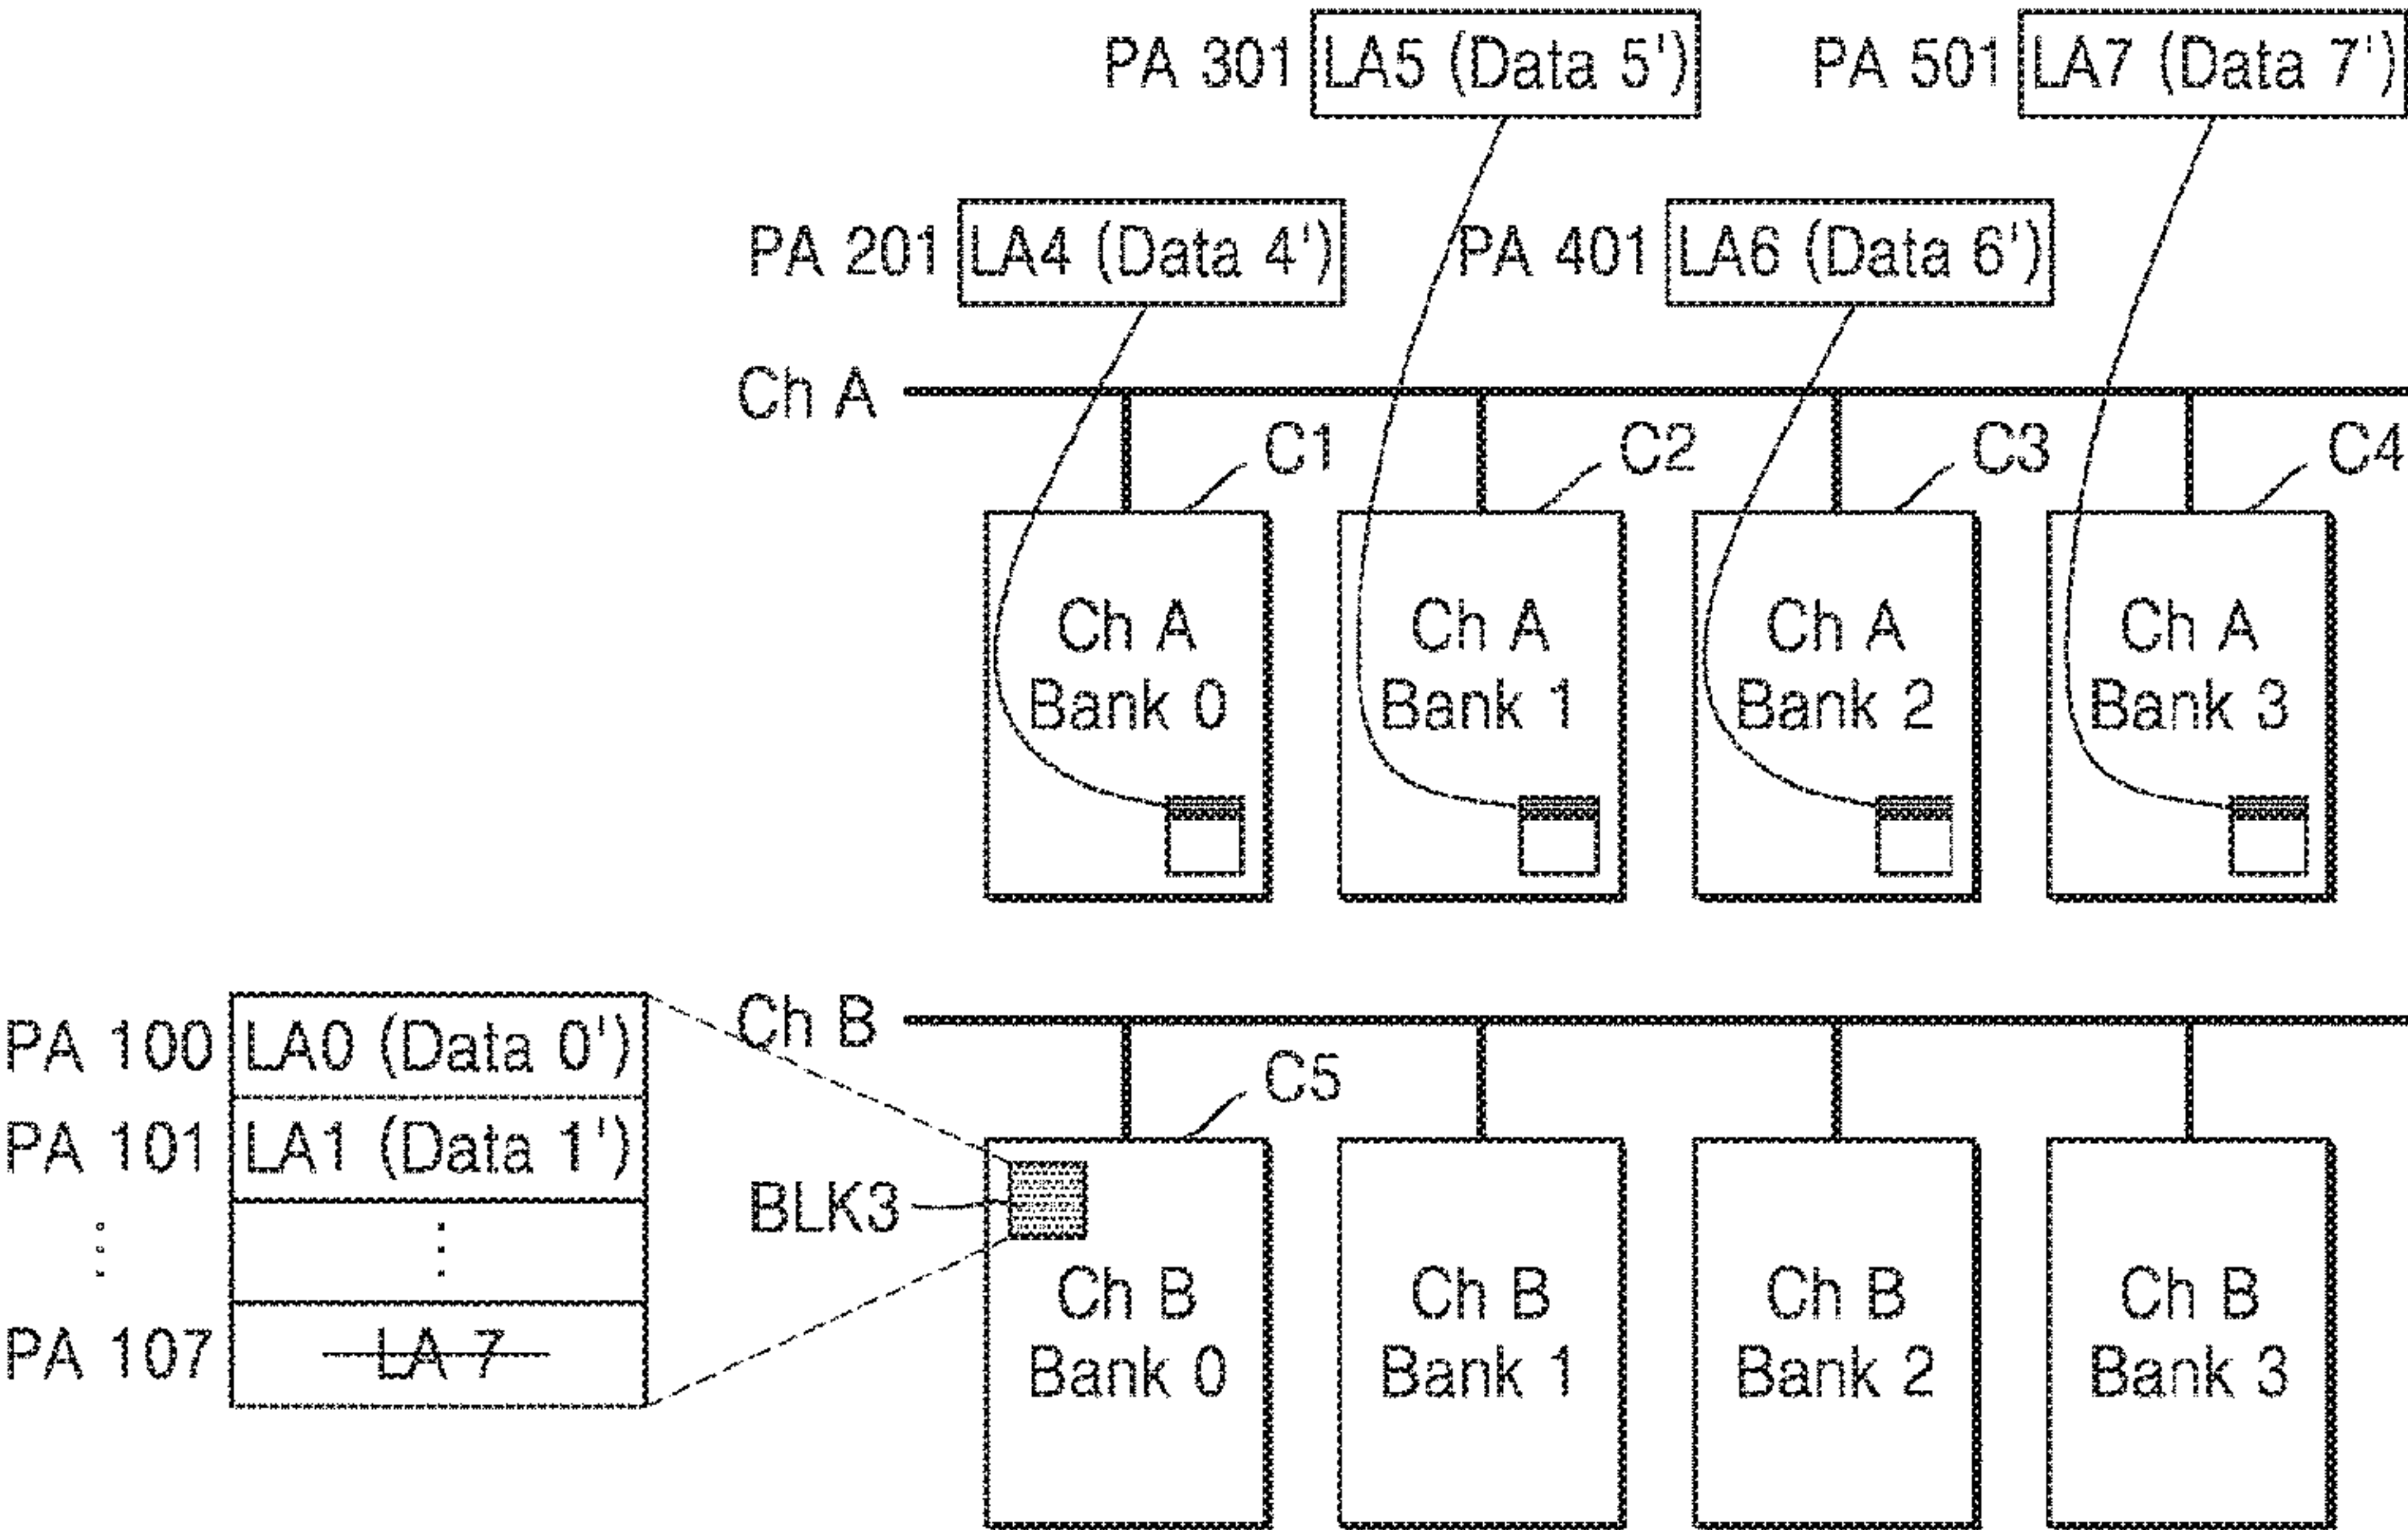 PA 301 LA5 (Data 5') PA 501 LA7 (Data 7')
PA 201 LA4 (Data 4') PA 401 LA6 (Data 6')
Ch A
C1 C2 C3 C4
Ch A Bank 0
Ch A Bank 1
Ch A Bank 2
Ch A Bank 3
PA 100 LA0 (Data 0')
PA 101 LA1 (Data 1')
⋮ ⋮
PA 107 LA 7
Ch B
C5
BLK3
Ch B Bank 0
Ch B Bank 1
Ch B Bank 2
Ch B Bank 3